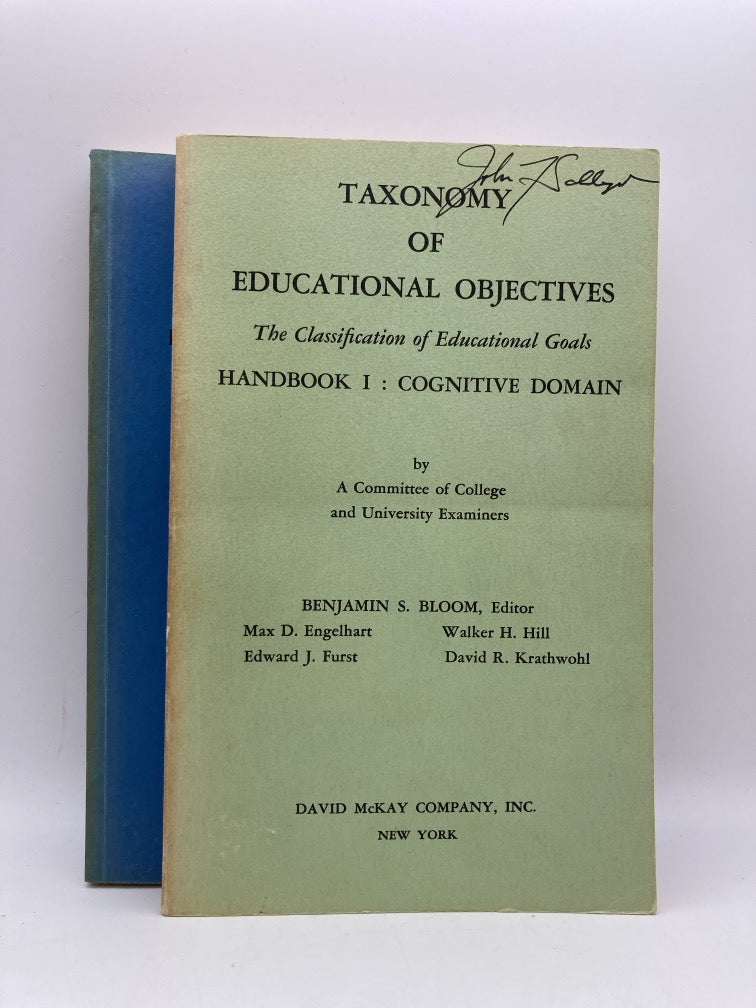 John F
TAXONOMY
OF
EDUCATIONAL OBJECTIVES
The Classification of Educational Goals
HANDBOOK I : COGNITIVE DOMAIN
by
A Committee of College
and University Examiners
BENJAMIN S. BLOOM, Editor
Max D. Engelhart Walker H. Hill
Edward J. Furst David R. Krathwohl
DAVID McKAY COMPANY, INC.
NEW YORK